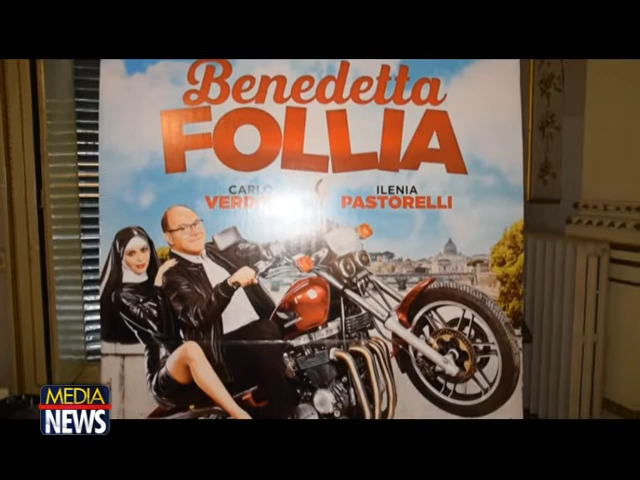 Benedetta
FOLLIA
CARLO
ILENIA
PASTORELLI
MEDIA
NEWS